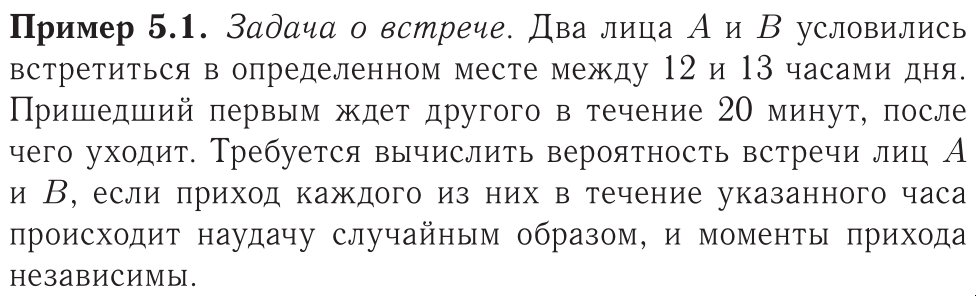 Пример 5.1. Задача о встрече. Два лица A и B условились
встретиться в определенном месте между 12 и 13 часами дня.
Пришедший первым ждет другого в течение 20 минут, после
чего уходит. Требуется вычислить вероятность встречи лиц A
и B, если приход каждого из них в течение указанного часа
происходит наудачу случайным образом, и моменты прихода
независимы.